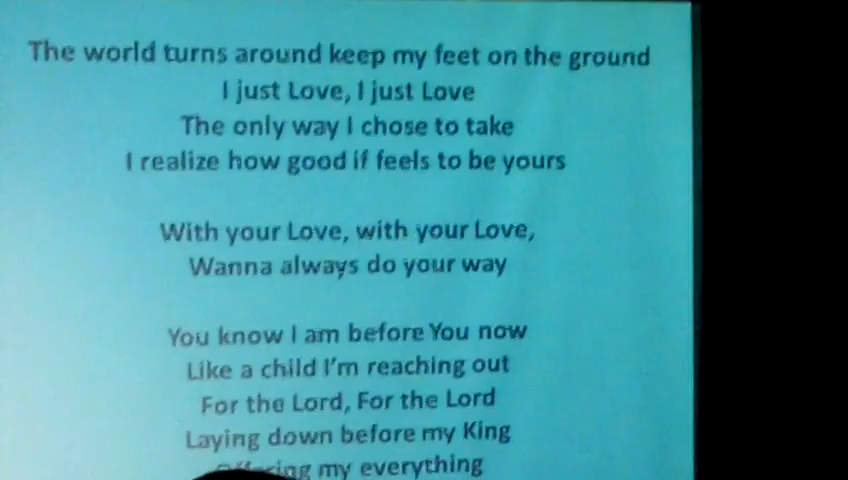 The world turns around keep my feet on the ground
I just Love, I just Love
The only way I chose to take
I realize how good if feels to be yours
With your Love, with your Love,
Wanna always do your way
You know I am before You now
Like a child I'm reaching out
For the Lord, For the Lord
Laying down before my King
Offering my everything